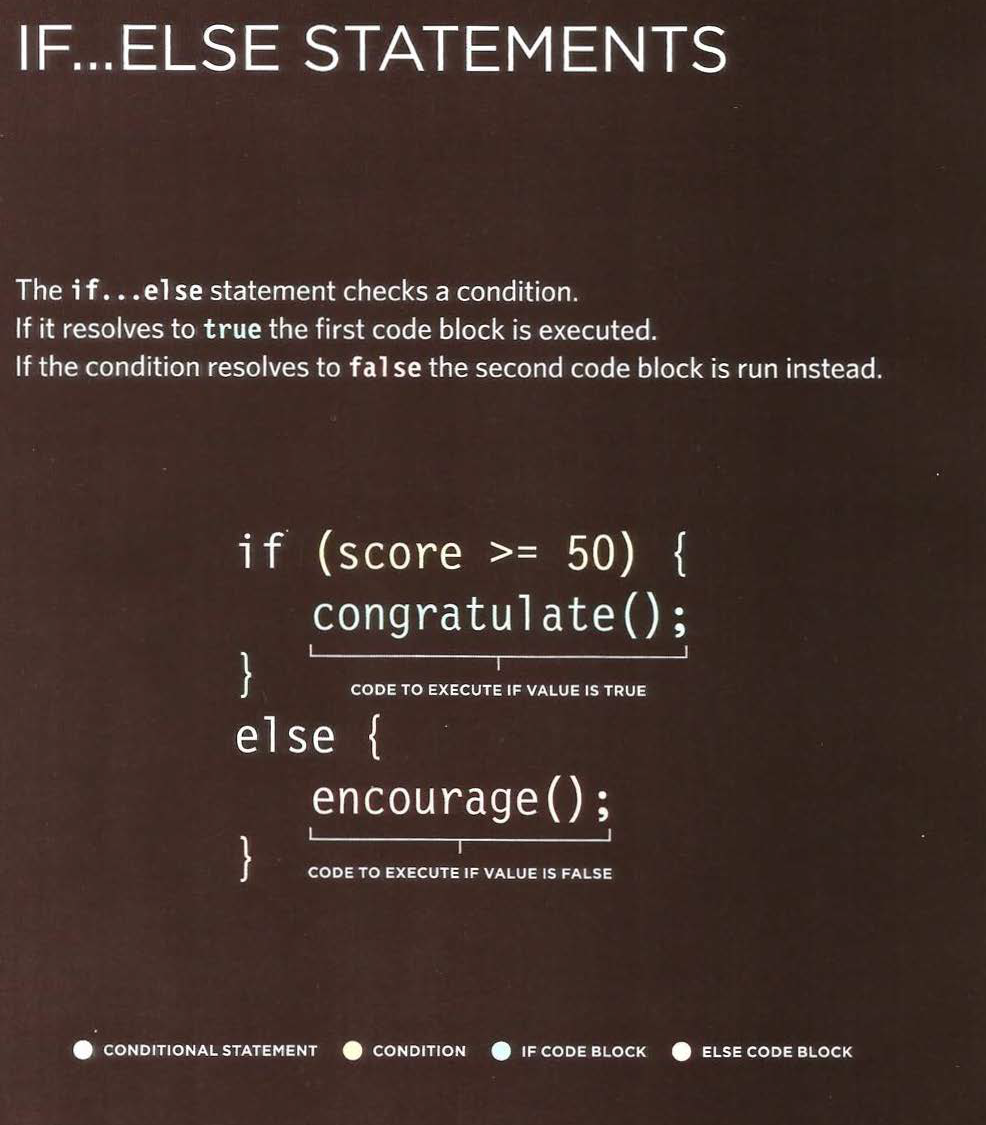 IF...ELSE STATEMENTS
The if...else statement checks a condition.
If it resolves to true the first code block is executed.
If the condition resolves to false the second code block is run instead.
if (score >= 50) {
congratulate();
}
CODE TO EXECUTE IF VALUE IS TRUE
else {
encourage();
}
CODE TO EXECUTE IF VALUE IS FALSE
CONDITIONAL STATEMENT CONDITION IF CODE BLOCK ELSE CODE BLOCK